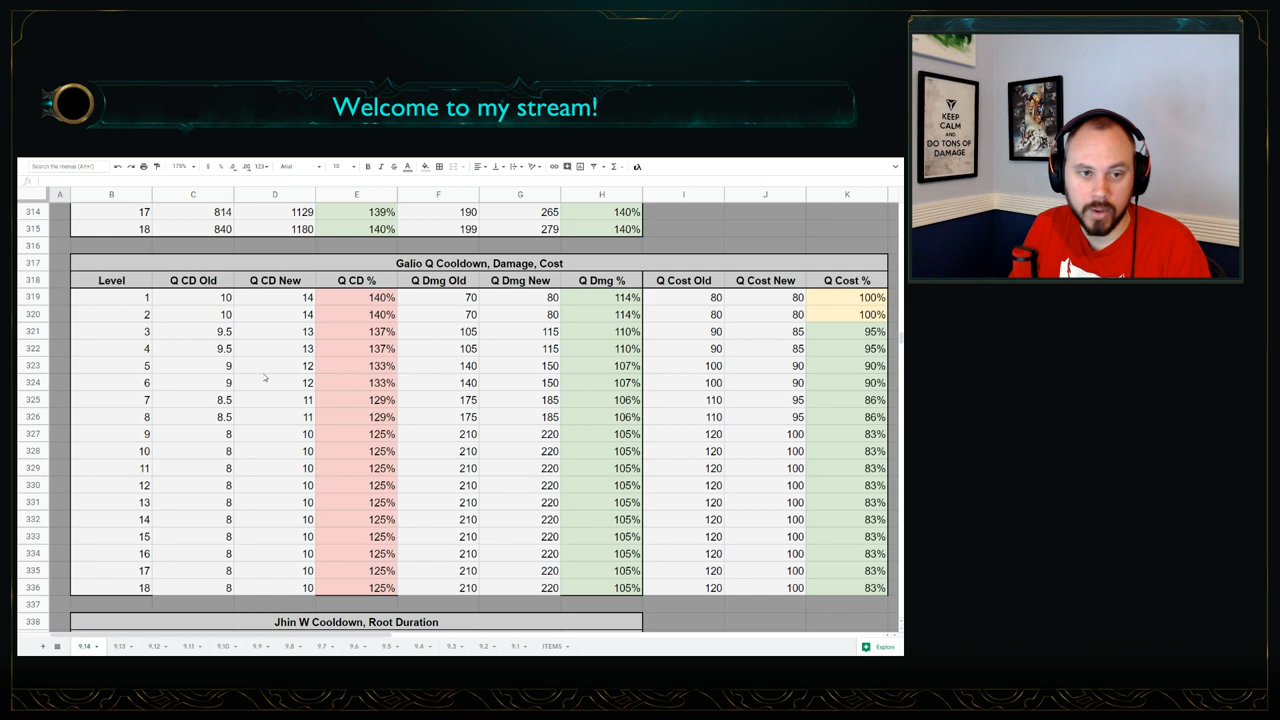 Welcome to my stream!
KEEP
CALM
AND
DO TONS OF
DAMAGE
Search the menus (Alt+/) 175% $ % .0 .00 123 Arial 10 B I S A
fx
A B C D E F G H I J K
314 17 814 1129 139% 190 265 140%
315 18 840 1180 140% 199 279 140%
316
317 Galio Q Cooldown, Damage, Cost
318 Level Q CD Old Q CD New Q CD % Q Dmg Old Q Dmg New Q Dmg % Q Cost Old Q Cost New Q Cost %
319 1 10 14 140% 70 80 114% 80 80 100%
320 2 10 14 140% 70 80 114% 80 80 100%
321 3 9.5 13 137% 105 115 110% 90 85 95%
322 4 9.5 13 137% 105 115 110% 90 85 95%
323 5 9 12 133% 140 150 107% 100 90 90%
324 6 9 12 133% 140 150 107% 100 90 90%
325 7 8.5 11 129% 175 185 106% 110 95 86%
326 8 8.5 11 129% 175 185 106% 110 95 86%
327 9 8 10 125% 210 220 105% 120 100 83%
328 10 8 10 125% 210 220 105% 120 100 83%
329 11 8 10 125% 210 220 105% 120 100 83%
330 12 8 10 125% 210 220 105% 120 100 83%
331 13 8 10 125% 210 220 105% 120 100 83%
332 14 8 10 125% 210 220 105% 120 100 83%
333 15 8 10 125% 210 220 105% 120 100 83%
334 16 8 10 125% 210 220 105% 120 100 83%
335 17 8 10 125% 210 220 105% 120 100 83%
336 18 8 10 125% 210 220 105% 120 100 83%
337
338 Jhin W Cooldown, Root Duration
+ 9.14 9.13 9.12 9.11 9.10 9.9 9.8 9.7 9.6 9.5 9.4 9.3 9.2 9.1 ITEMS Explore